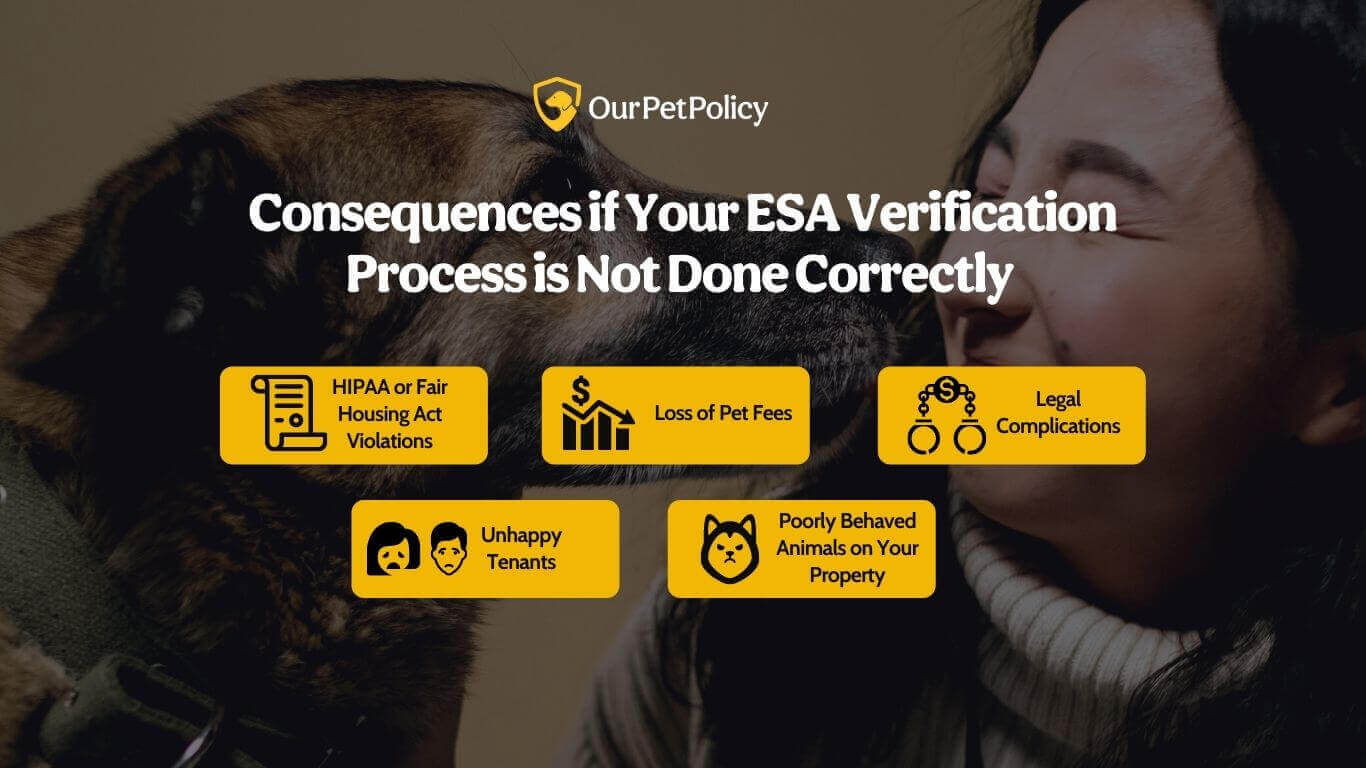 OurPetPolicy
Consequences if Your ESA Verification
Process is Not Done Correctly
HIPAA or Fair
Housing Act
Violations
$
Loss of Pet Fees
$
Legal
Complications
Unhappy
Tenants
Poorly Behaved
Animals on Your
Property